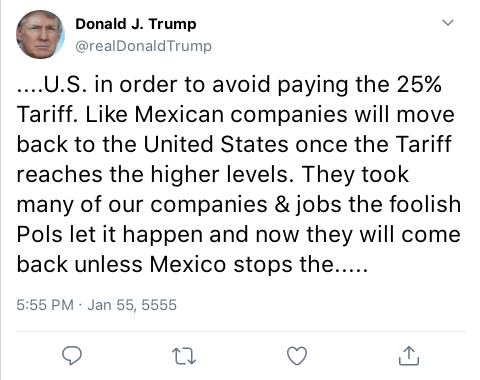 Donald J. Trump
@realDonaldTrump
....U.S. in order to avoid paying the 25%
Tariff. Like Mexican companies will move
back to the United States once the Tariff
reaches the higher levels. They took
many of our companies & jobs the foolish
Pols let it happen and now they will come
back unless Mexico stops the.....
5:55 PM · Jan 55, 5555